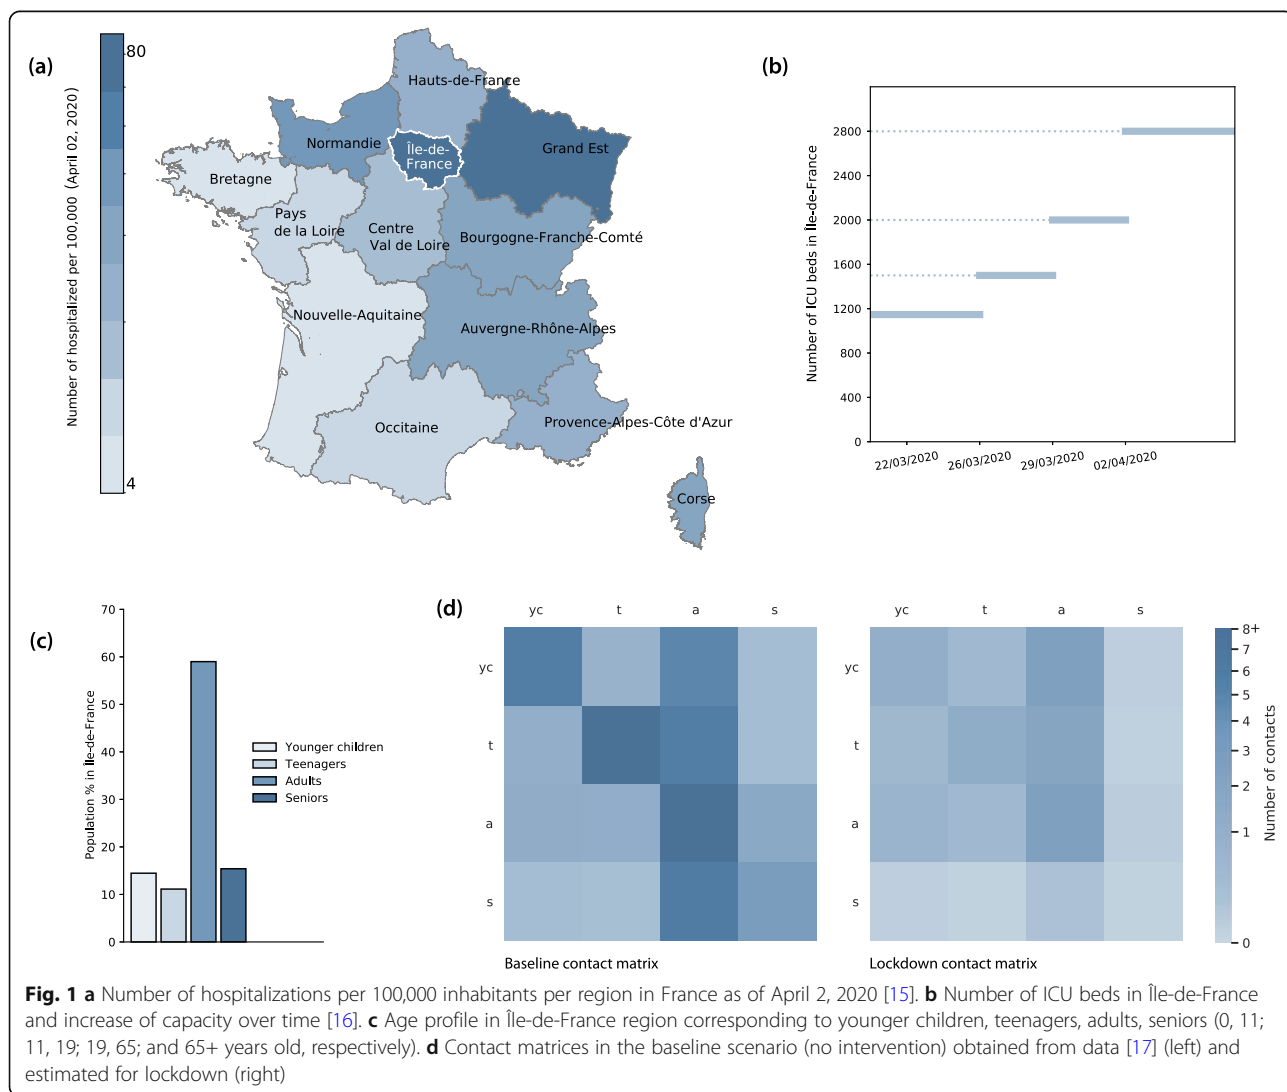 (a)
80
4
Number of hospitalized per 100,000 (April 02, 2020)
Hauts-de-France
Normandie
Île-de-
France
Grand Est
Bretagne
Pays
de la Loire
Centre
Val de Loire
Bourgogne-Franche-Comté
Nouvelle-Aquitaine
Auvergne-Rhône-Alpes
Occitaine
Provence-Alpes-Côte d'Azur
Corse
(b)
Number of ICU beds in Île-de-France
2800
2400
2000
1600
1200
800
400
0
22/03/2020
26/03/2020
29/03/2020
02/04/2020
(c)
Population % in Île-de-France
70
60
50
40
30
20
10
0
Younger children
Teenagers
Adults
Seniors
(d)
yc t a s
yc
t
a
s
Baseline contact matrix
yc t a s
yc
t
a
s
Lockdown contact matrix
8+
7
6
5
4
3
2
1
0
Number of contacts
Fig. 1 a Number of hospitalizations per 100,000 inhabitants per region in France as of April 2, 2020 [15]. b Number of ICU beds in Île-de-France
and increase of capacity over time [16]. c Age profile in Île-de-France region corresponding to younger children, teenagers, adults, seniors (0, 11;
11, 19; 19, 65; and 65+ years old, respectively). d Contact matrices in the baseline scenario (no intervention) obtained from data [17] (left) and
estimated for lockdown (right)